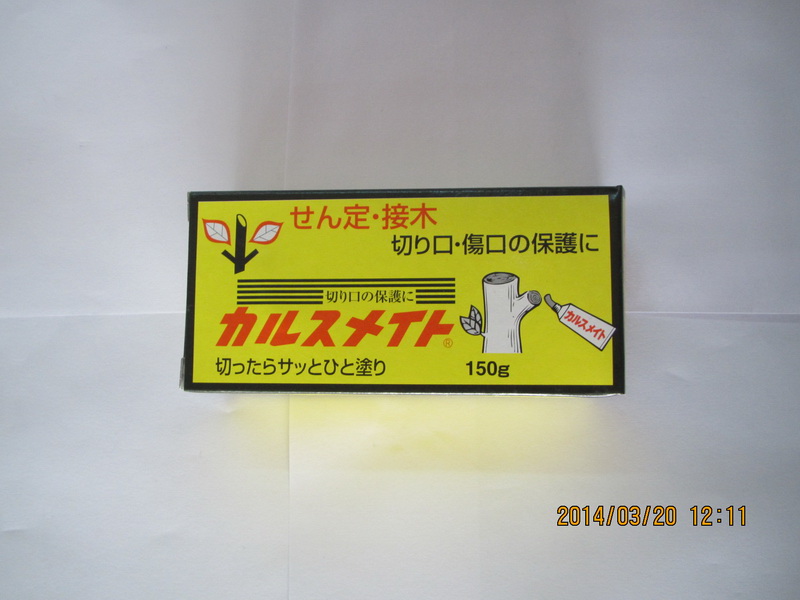 せん定・接木
切り口・傷口の保護に
切り口の保護に
カルスメイト®
カルスメイト
切ったらサッとひと塗り
150g
2014/03/20 12:11